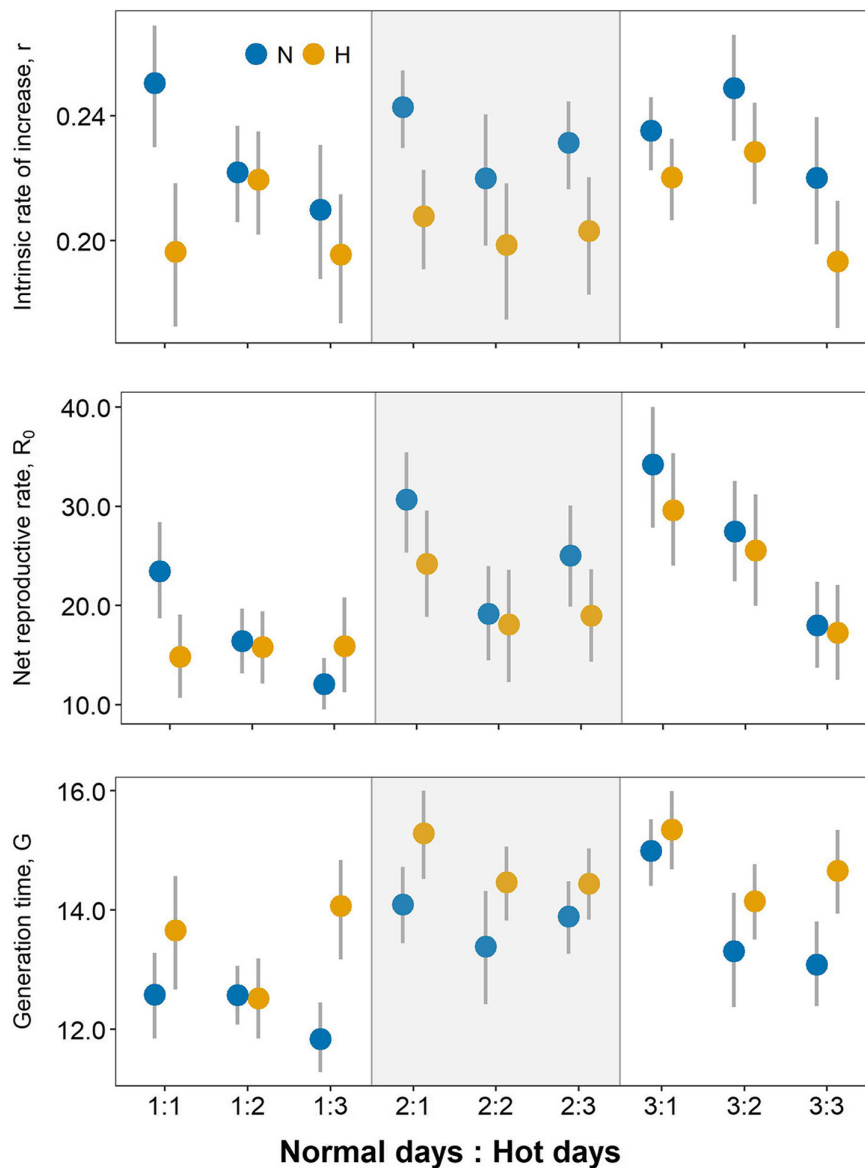 Intrinsic rate of increase, r
N H
0.24
0.20
Net reproductive rate, R₀
40.0
30.0
20.0
10.0
Generation time, G
16.0
14.0
12.0
1:1 1:2 1:3 2:1 2:2 2:3 3:1 3:2 3:3
Normal days : Hot days